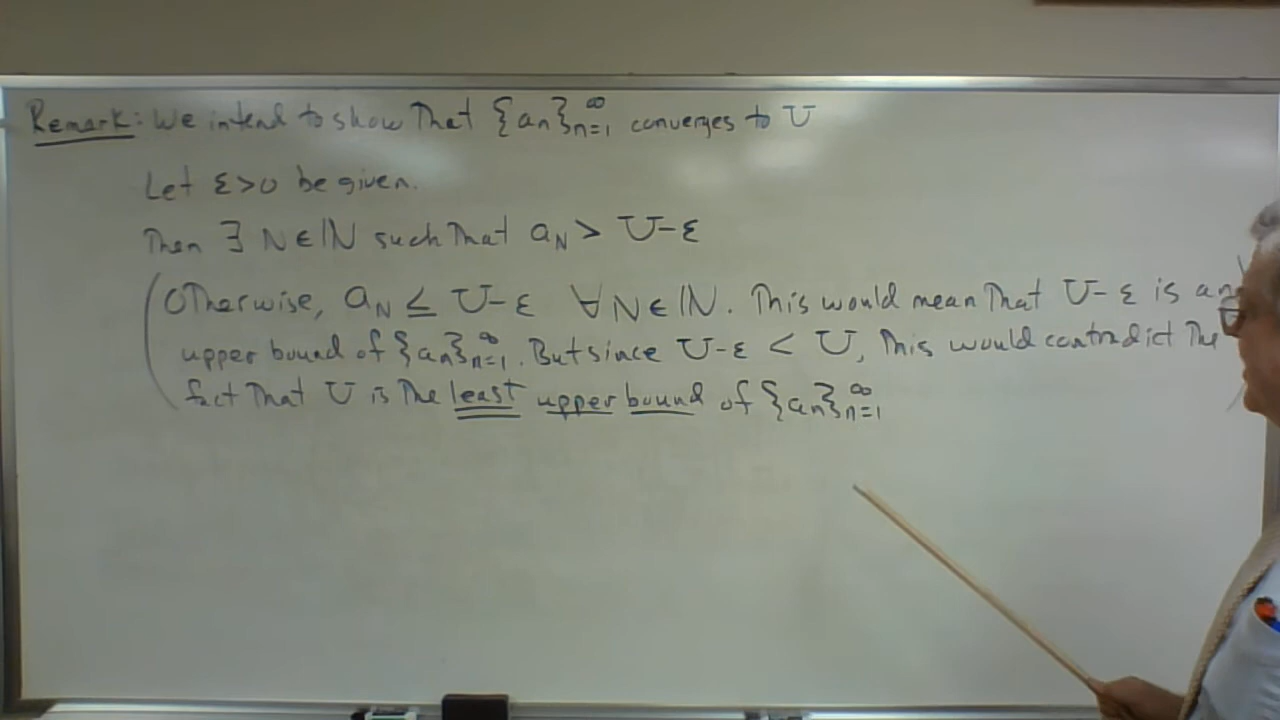 Remark: We intend to show that {an}∞n=1 converges to U
Let ε>0 be given.
Then ∃ N∈ℕ such that aN > U-ε
(Otherwise, aN ≤ U-ε ∀N∈ℕ. This would mean that U-ε is an
upper bound of {an}∞n=1. But since U-ε < U, this would contradict the
fact that U is the least upper bound of {an}∞n=1